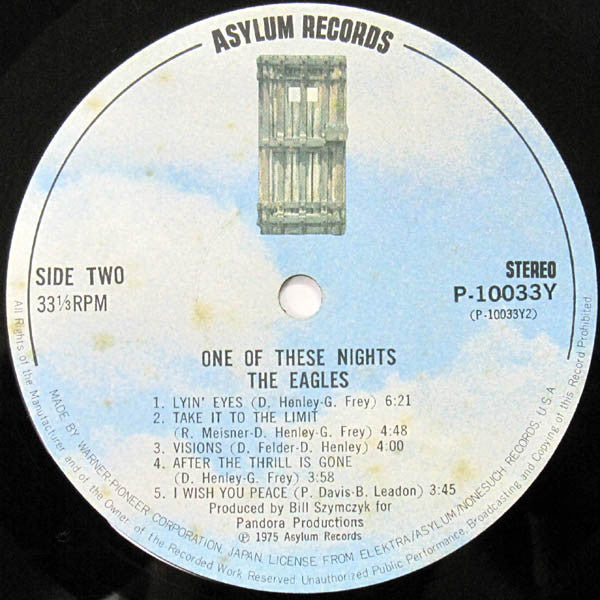 ASYLUM RECORDS
SIDE TWO
33⅓RPM
STEREO
P-10033Y
(P-10033Y2)
ONE OF THESE NIGHTS
THE EAGLES
1. LYIN' EYES (D. Henley-G. Frey) 6:21
2. TAKE IT TO THE LIMIT
(R. Meisner-D. Henley-G. Frey) 4:48
3. VISIONS (D. Felder-D. Henley) 4:00
4. AFTER THE THRILL IS GONE
(D. Henley-G. Frey) 3:58
5. I WISH YOU PEACE (P. Davis-B. Leadon) 3:45
Produced by Bill Szymczyk for
Pandora Productions
Ⓟ 1975 Asylum Records
MADE BY WARNER-PIONEER CORPORATION, JAPAN. LICENSE FROM ELEKTRA/ASYLUM/NONESUCH RECORDS, U.S.A.
All Rights of the Manufacturer and of the Owner of the Recorded Work Reserved Unauthorized Public Performance, Broadcasting and Copying of this Record Prohibited.